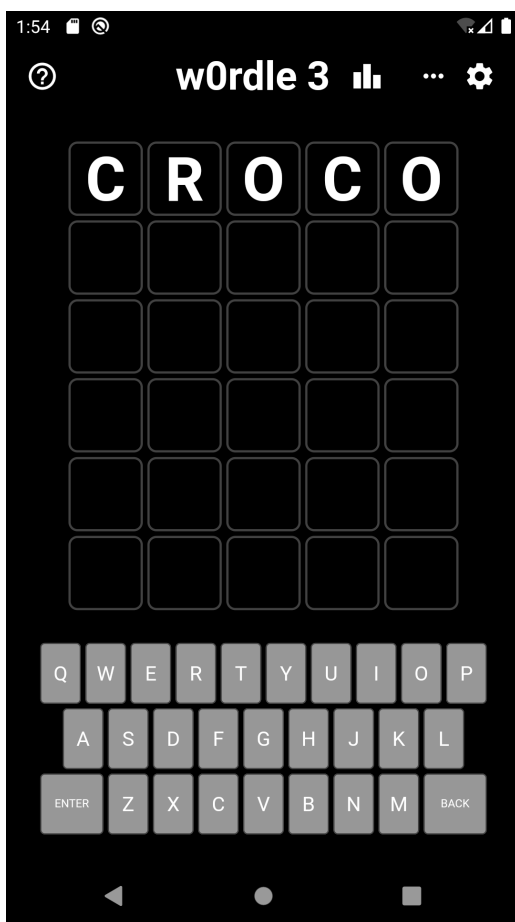 1:54
w0rdle 3
C R O C O
Q W E R T Y U I O P
A S D F G H J K L
ENTER Z X C V B N M BACK